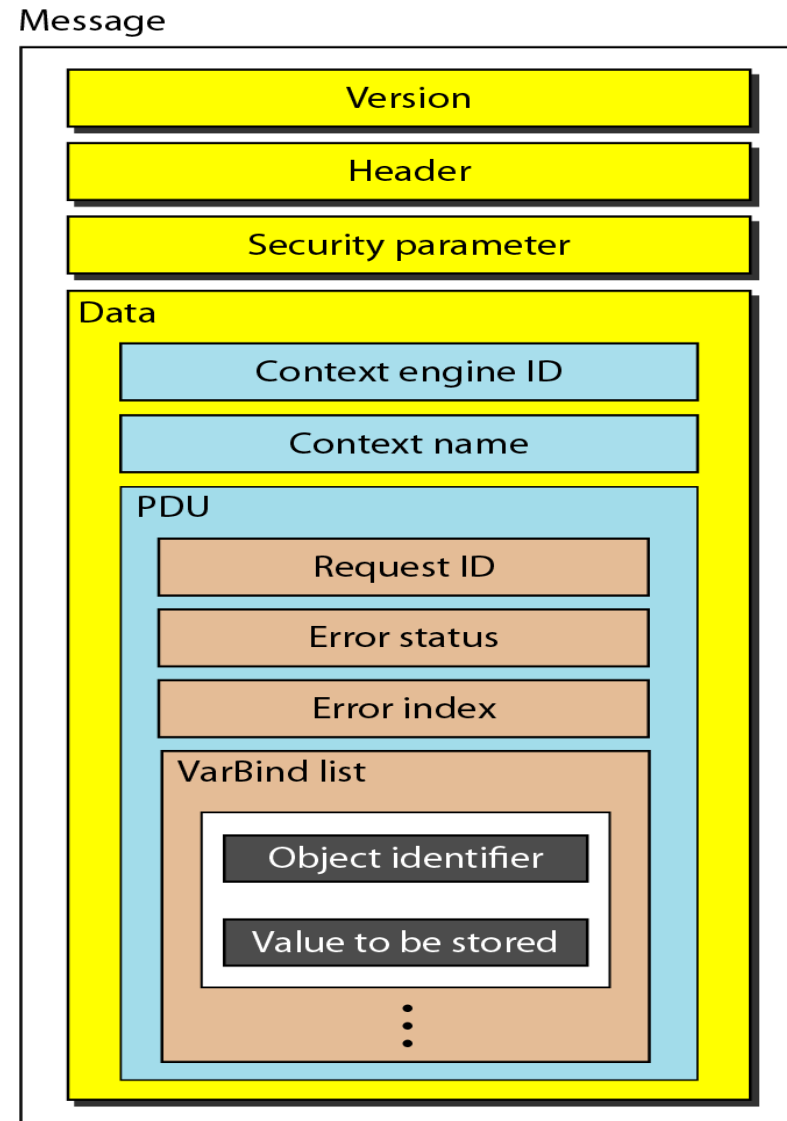 Message
Version
Header
Security parameter
Data
Context engine ID
Context name
PDU
Request ID
Error status
Error index
VarBind list
Object identifier
Value to be stored